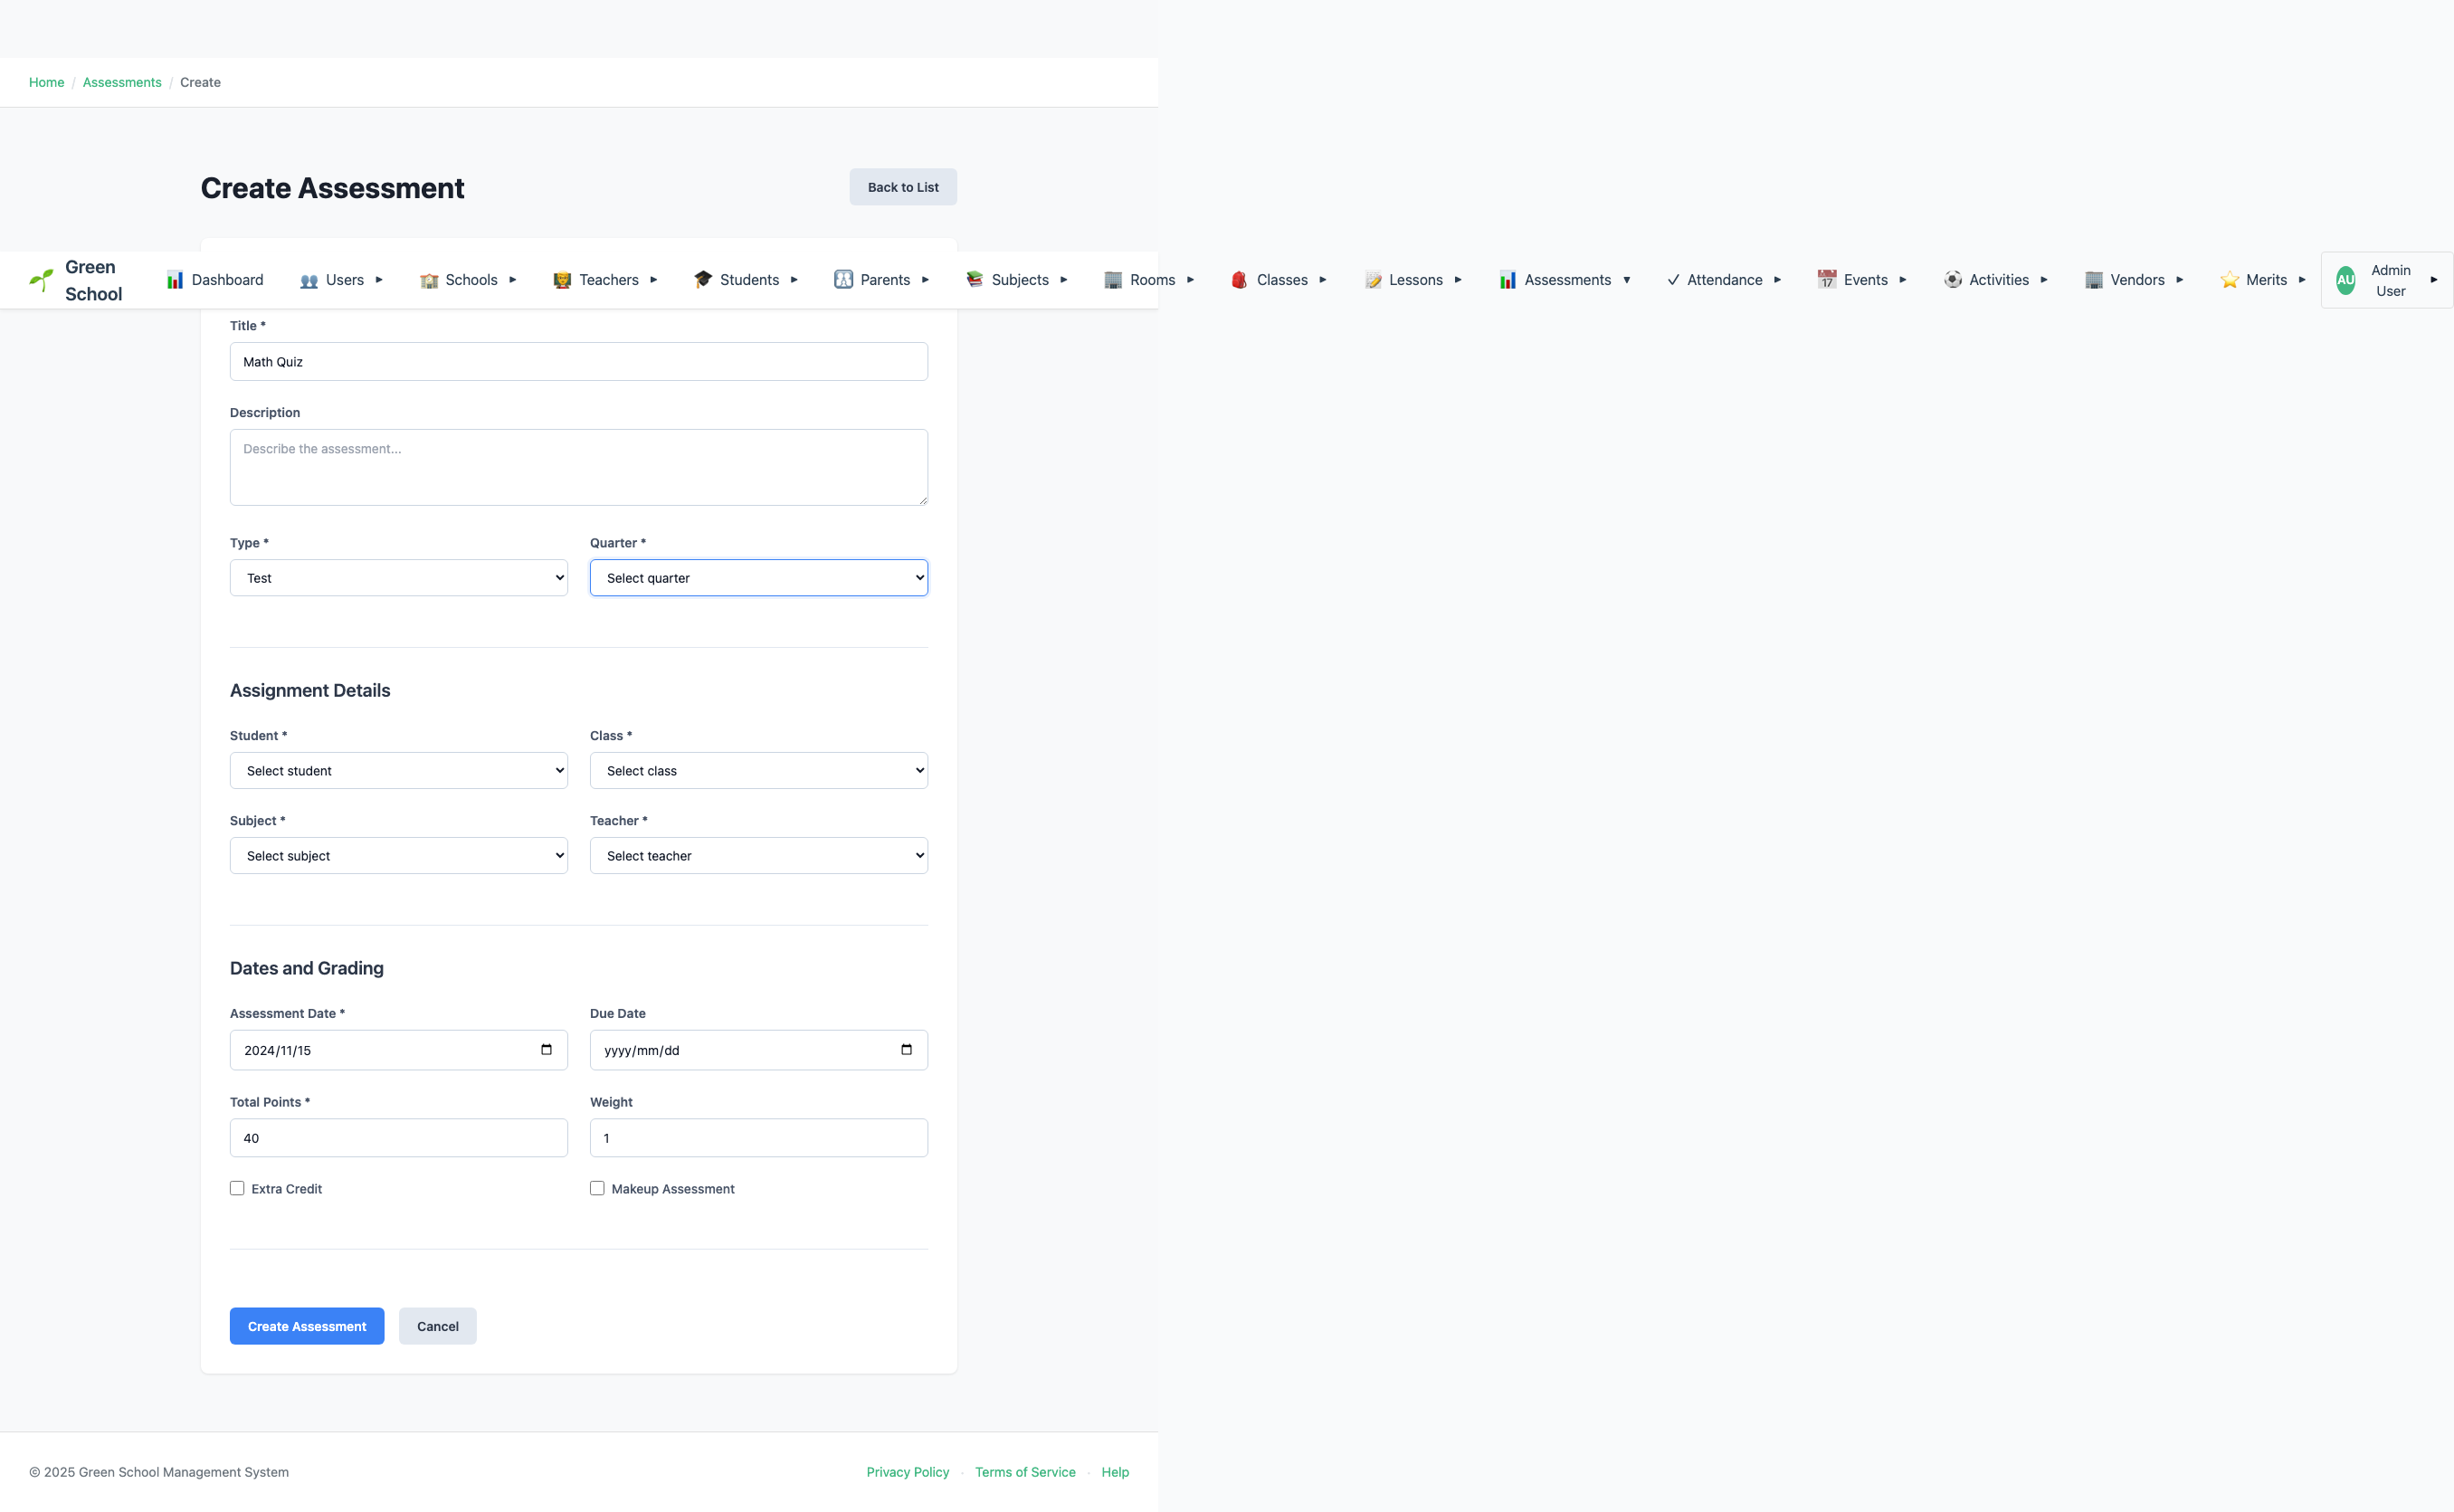 Home / Assessments / Create
Create Assessment
Back to List
Green School
Dashboard
Users
Schools
Teachers
Students
Parents
Subjects
Rooms
Classes
Lessons
Assessments
Attendance
17
Events
Activities
Vendors
Merits
AU
Admin User
Title *
Math Quiz
Description
Describe the assessment...
Type *
Quarter *
Test
Select quarter
Assignment Details
Student *
Class *
Select student
Select class
Subject *
Teacher *
Select subject
Select teacher
Dates and Grading
Assessment Date *
Due Date
2024/11/15
yyyy/mm/dd
Total Points *
Weight
40
1
Extra Credit
Makeup Assessment
Create Assessment
Cancel
© 2025 Green School Management System
Privacy Policy · Terms of Service · Help